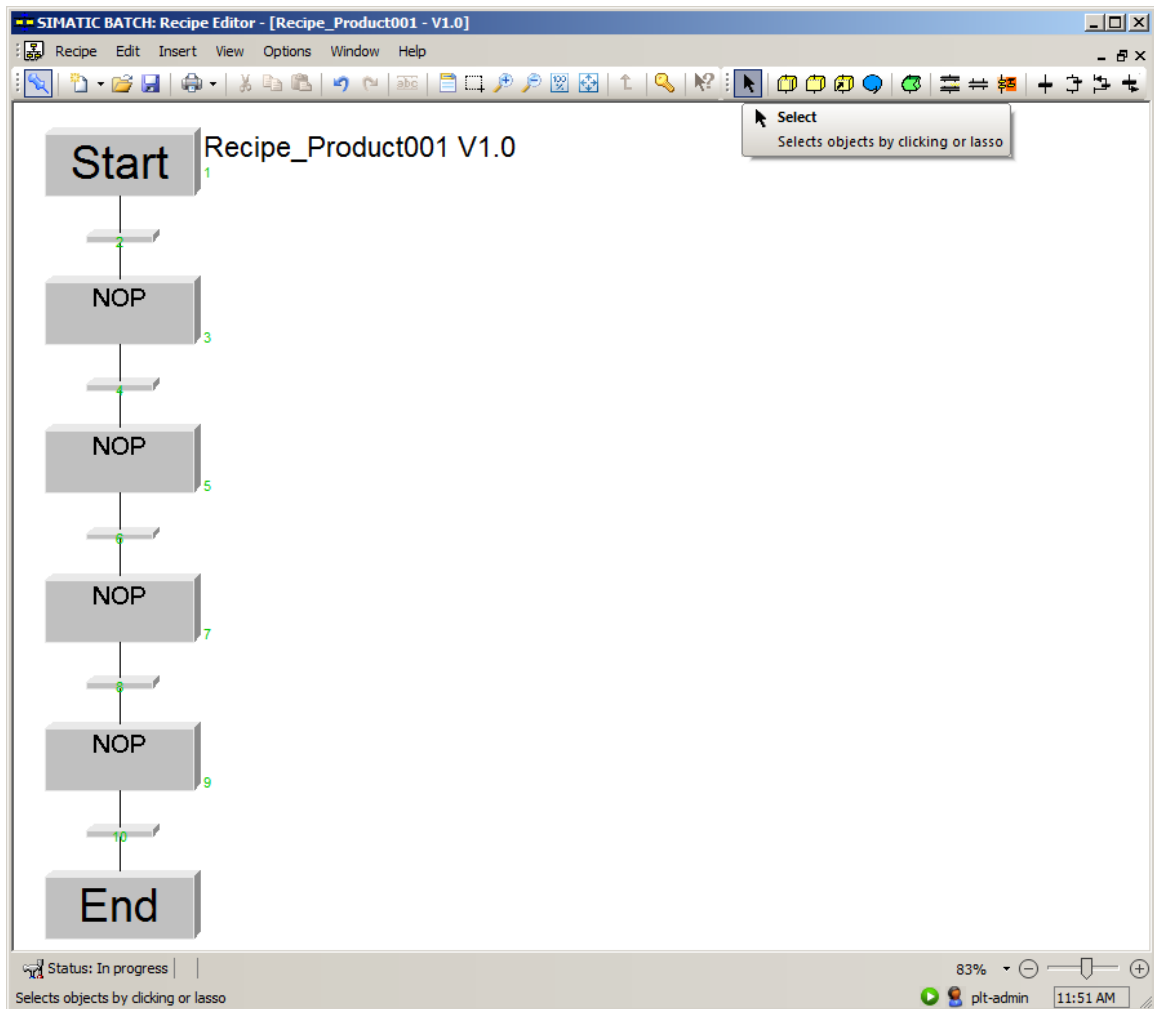 SIMATIC BATCH: Recipe Editor - [Recipe_Product001 - V1.0]
Recipe Edit Insert View Options Window Help
abc
100%
Select
Selects objects by clicking or lasso
Start
Recipe_Product001 V1.0
1
2
NOP
3
4
NOP
5
6
NOP
7
8
NOP
9
10
End
Status: In progress
83%
Selects objects by clicking or lasso
plt-admin
11:51 AM